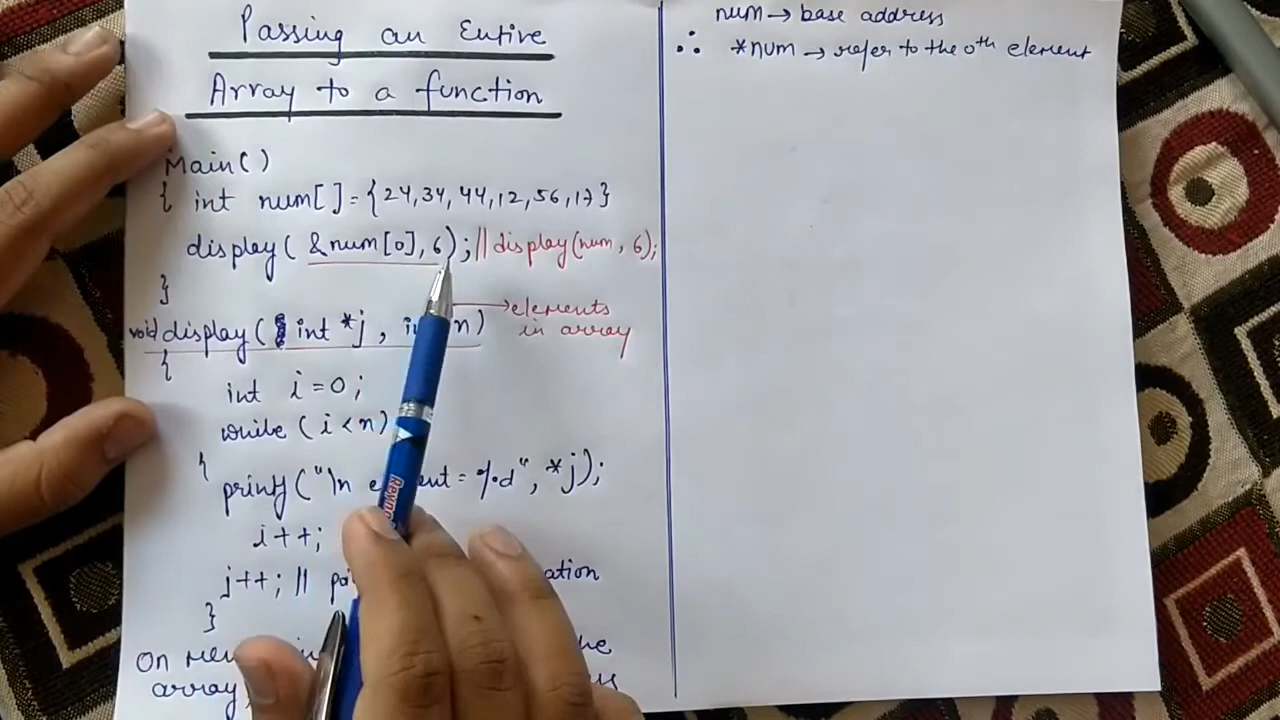 Passing an Entire
Array to a function
Main()
{ int num[]={24,34,44,12,56,17}
display( &num[0],6);//display(num, 6);
}
elements
in array
void display( int *j, n)
{
int i=0;
while (i<n)
{
printf("\n = %d", *j);
i++;
j++; //
}
On
array
num→ base address
∴ *num → refer to the 0th element